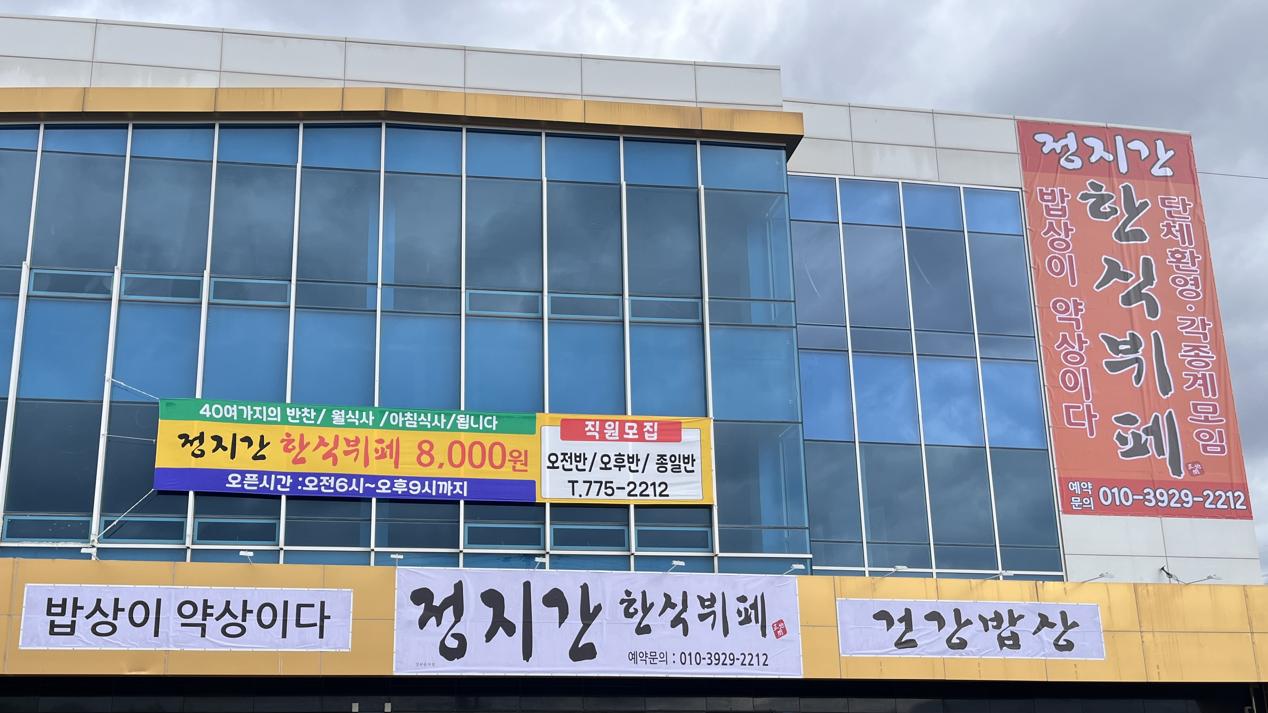 정지간
한식뷔페
단체환영·각종계모임
밥상이 약상이다
예약
문의 010-3929-2212
40여가지의 반찬/ 월식사 /아침식사/됩니다
정지간 한식뷔페 8,000원
오픈시간 :오전6시~오후9시까지
직원모집
오전반/오후반/ 종일반
T.775-2212
밥상이 약상이다
정지간 한식뷔페
예약문의 : 010-3929-2212
건강밥상